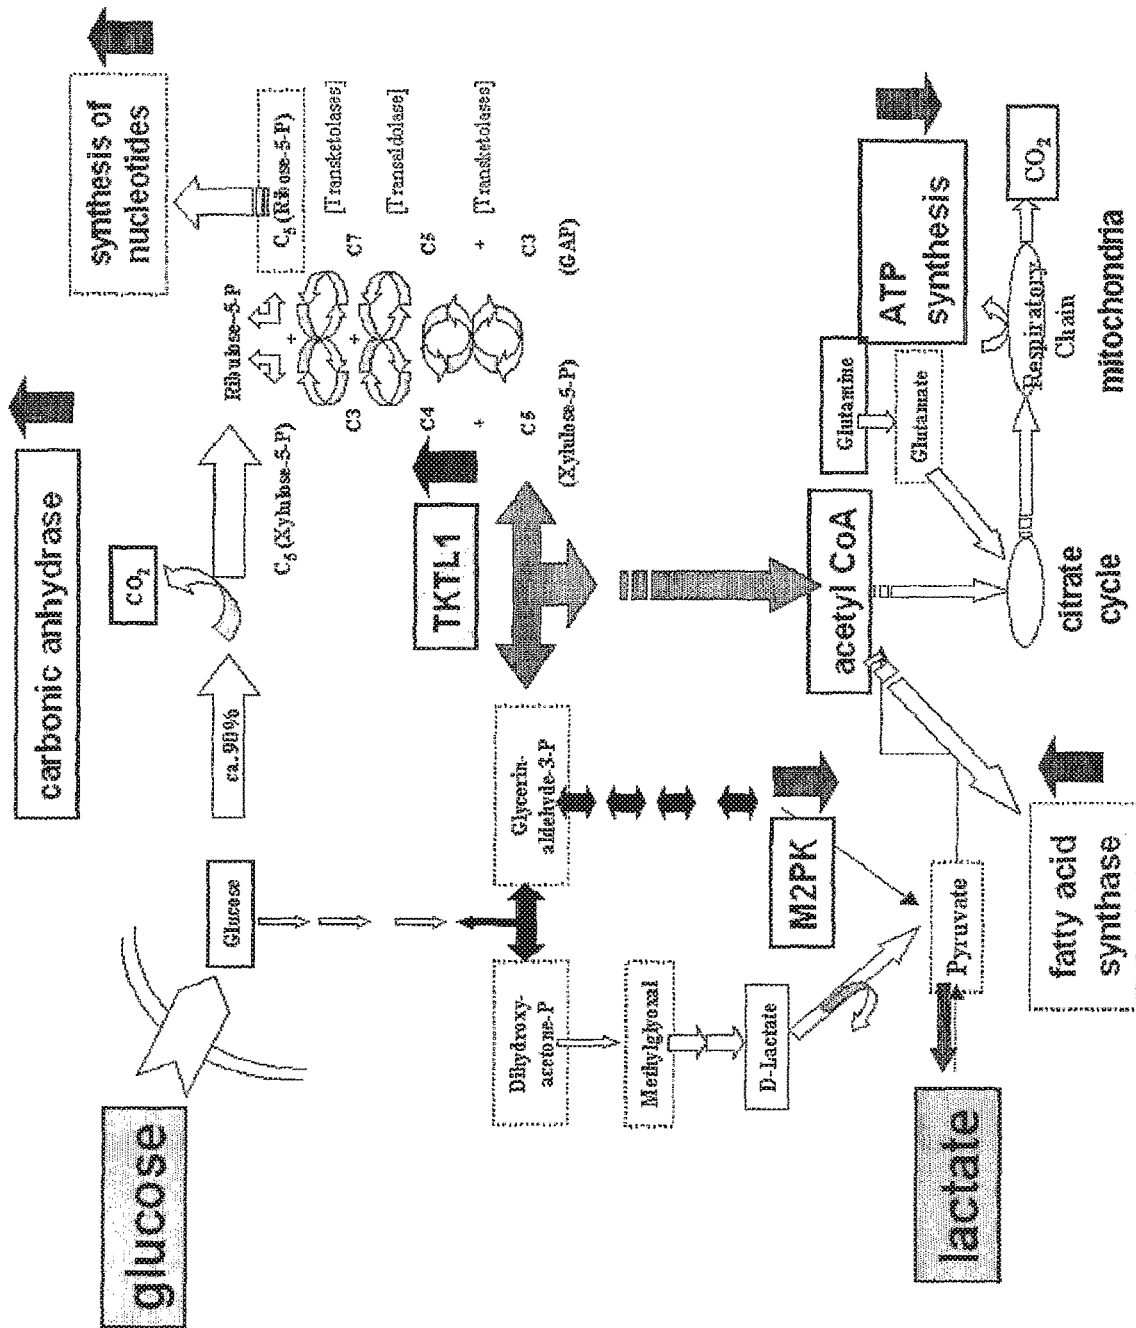 glucose
Glucose
ca.90%
CO2
carbonic anhydrase
C5(Xylulose-5-P)
Ribulose-5-P
C5(Ribose-5-P)
synthesis of
nucleotides
+
C3
C7
[Transketolases]
+
C4
C5
[Transaldolase]
+
+
C5
C3
[Transketolases]
(Xylulose-5-P)
(GAP)
TKTL1
Dihydroxy-
acetone-P
Glycerin-
aldehyde-3-P
Methylglyoxal
D-Lactate
M2PK
acetyl CoA
Glutamine
Glutamate
ATP
synthesis
lactate
Pyruvate
fatty acid
synthase
citrate
cycle
Respiratory
Chain
CO2
mitochondria